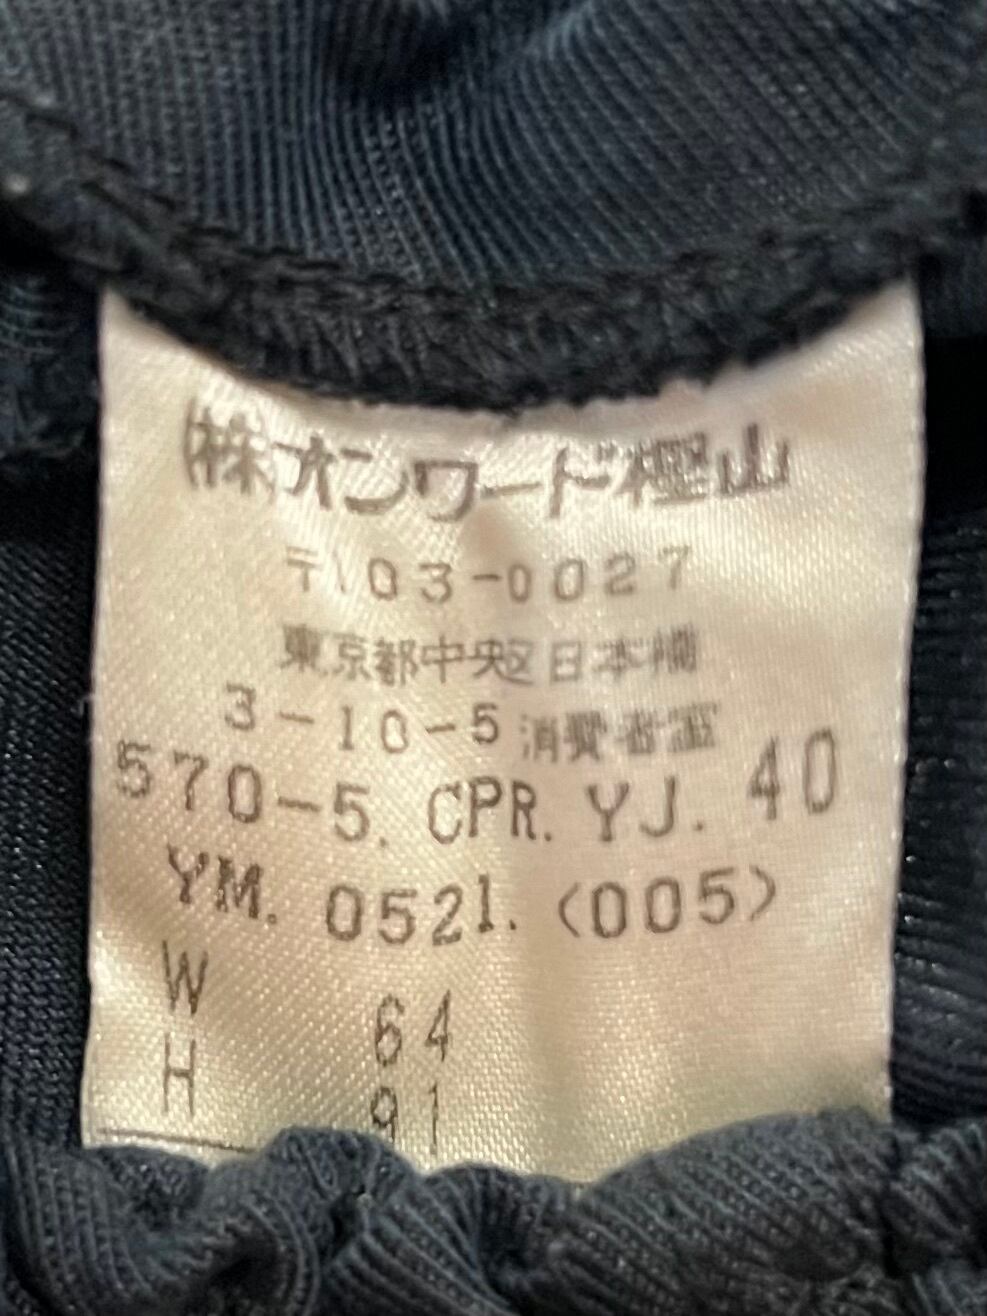 (株)オンワード樫山
〒103-0027
東京都中央区日本橋
3-10-5 消費者室
570-5. CPR. YJ. 40
YM. 0521. <005>
W 64
H 91